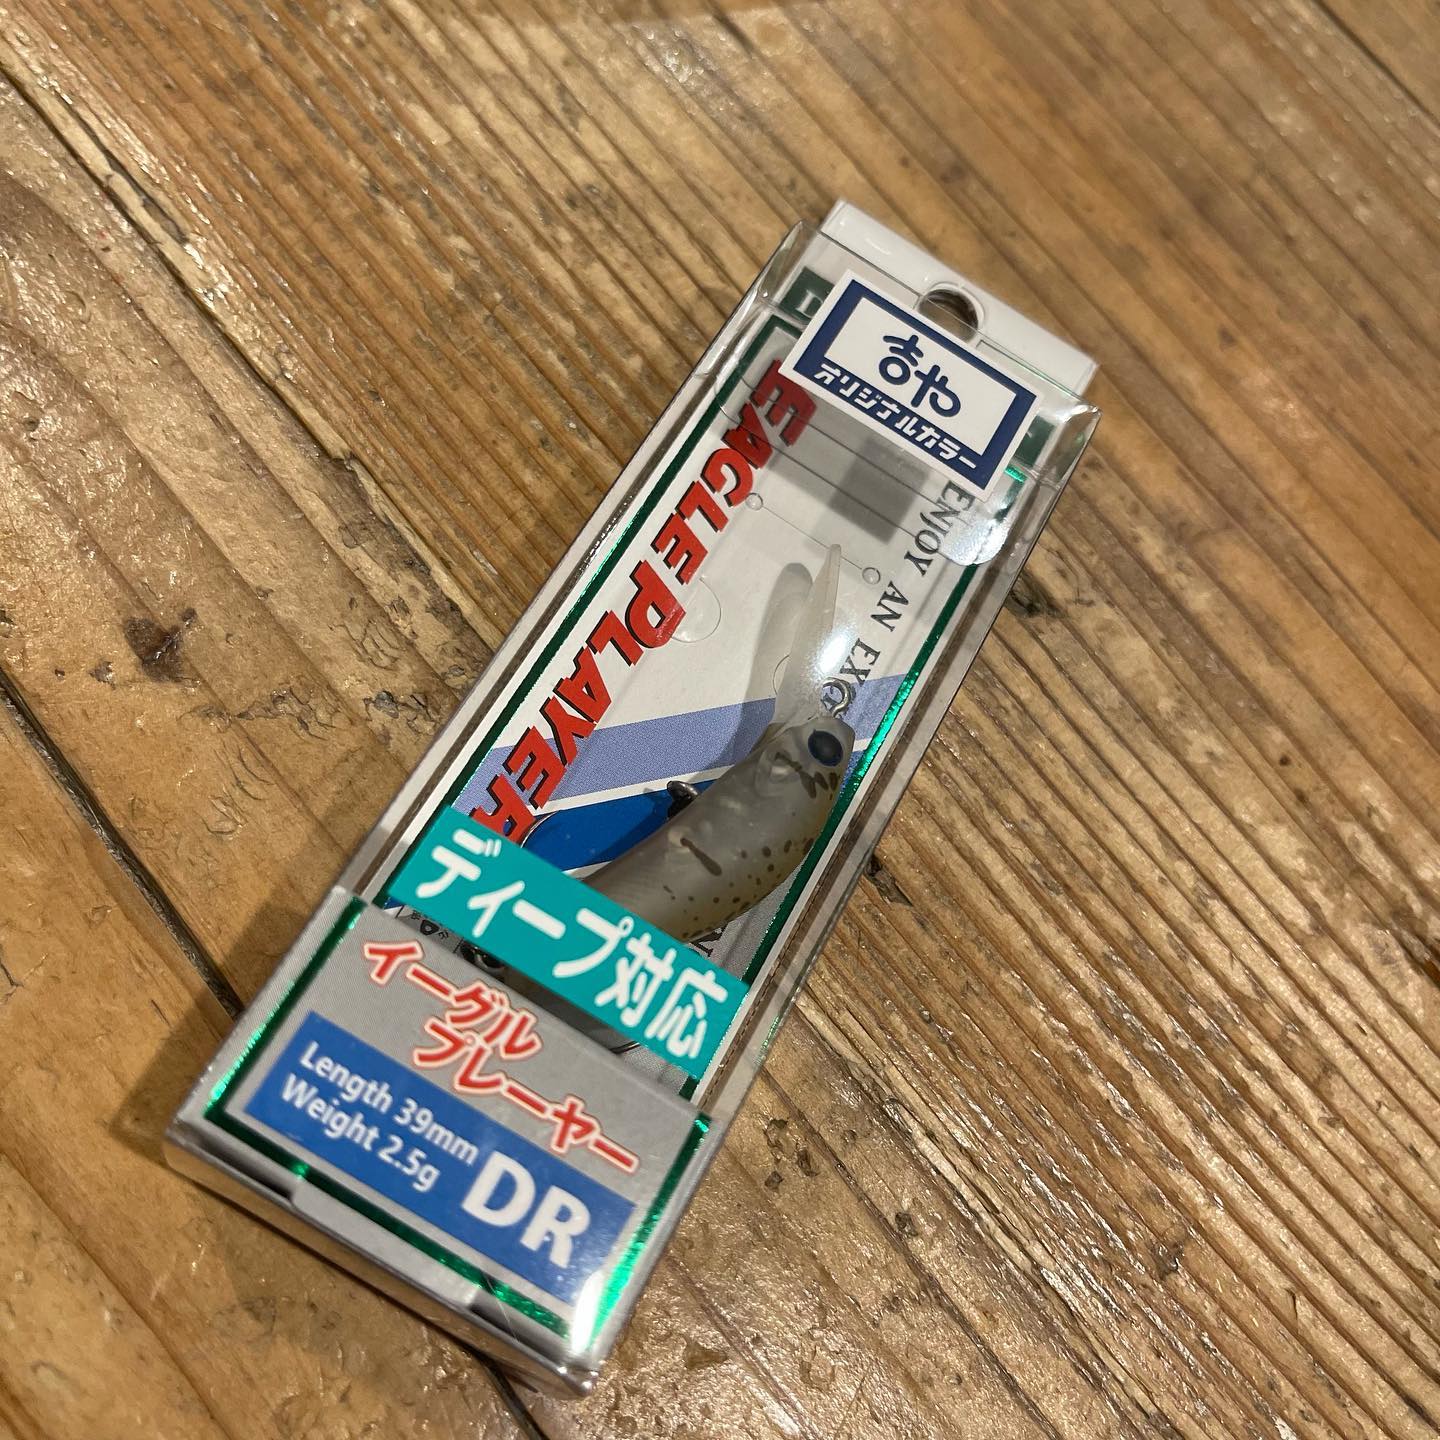 おや
オリジナルカラー
EAGLE PLAYER
ENJOY AN EXC
ディープ対応
イーグル
プレーヤー
Length 39mm
Weight 2.5g
DR